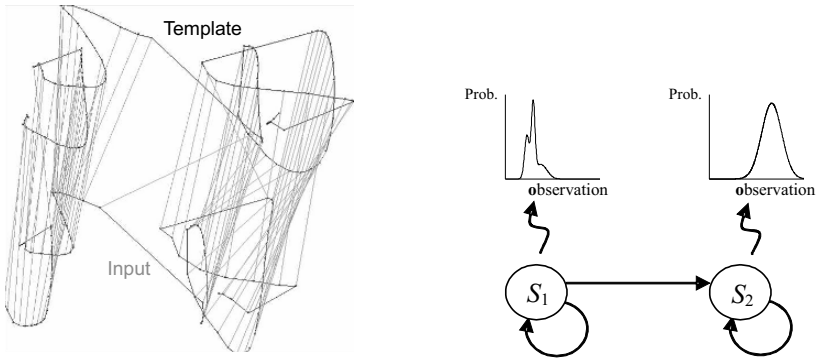 Template
Input
Prob.
observation
S1
Prob.
observation
S2